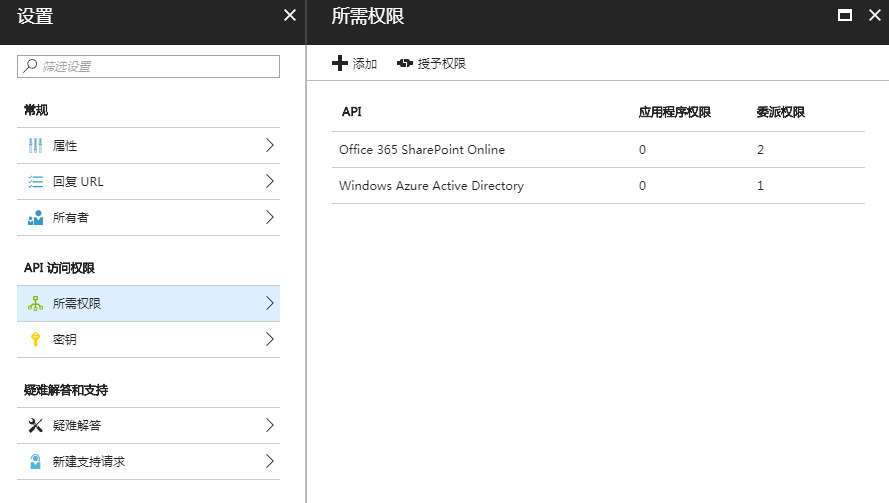 设置
筛选设置
常规
属性
回复 URL
所有者
API 访问权限
所需权限
密钥
疑难解答和支持
疑难解答
新建支持请求
所需权限
添加 授予权限
API 应用程序权限 委派权限
Office 365 SharePoint Online 0 2
Windows Azure Active Directory 0 1